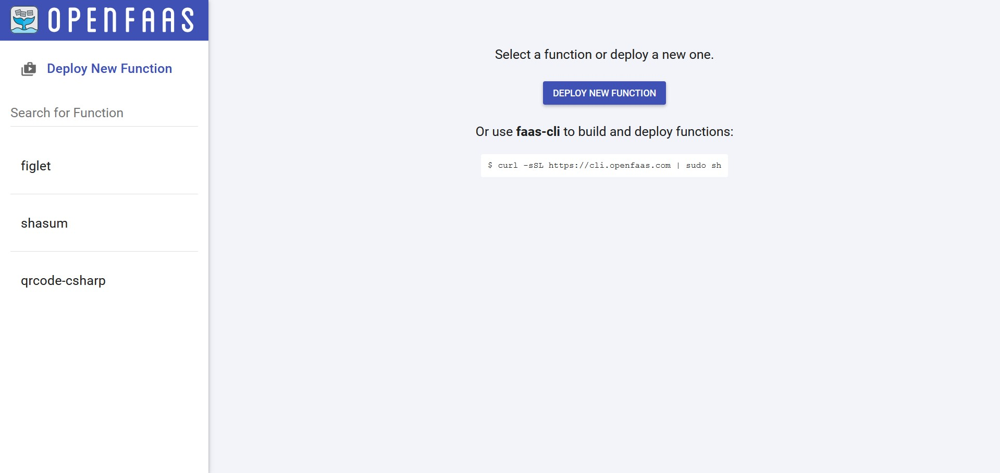 OPENFAAS
Deploy New Function
Search for Function
figlet
shasum
qrcode-csharp
Select a function or deploy a new one.
DEPLOY NEW FUNCTION
Or use faas-cli to build and deploy functions:
$ curl -sSL https://cli.openfaas.com | sudo sh